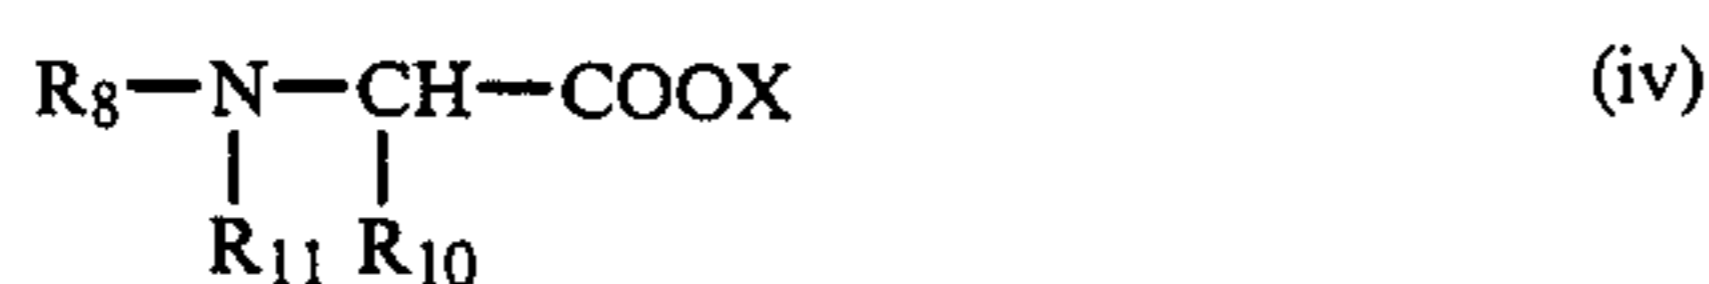 R₈—N—CH—COOX (iv)
R₁₁ R₁₀